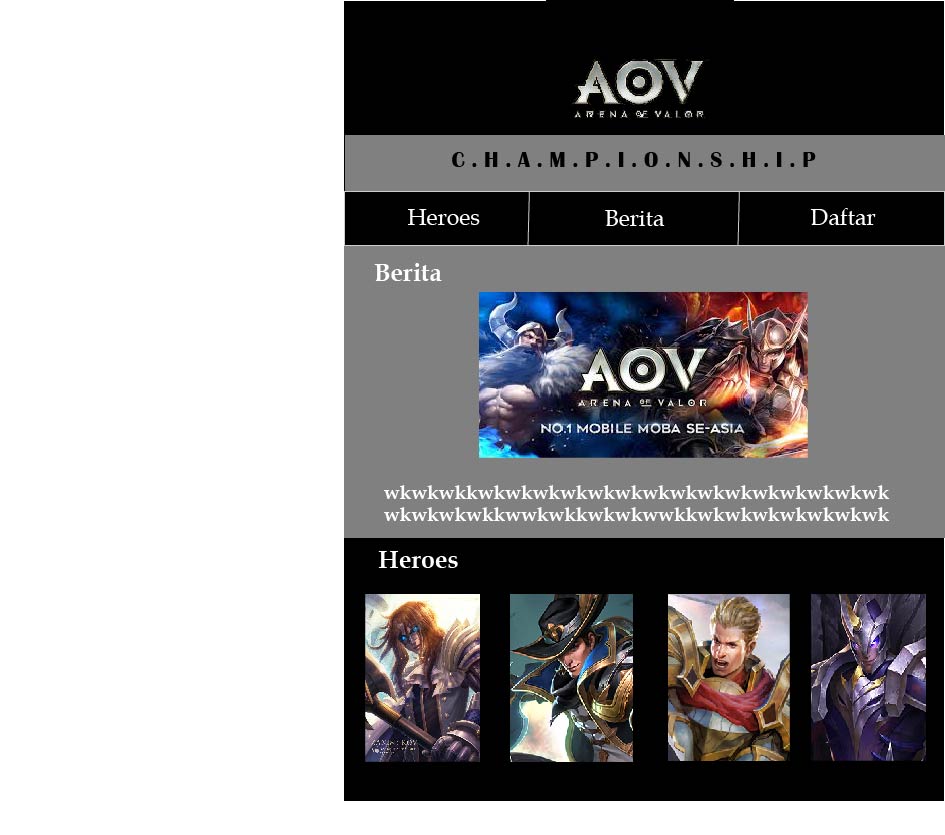 AOV
ARENA OF VALOR
C.H.A.M.P.I.O.N.S.H.I.P
Heroes
Berita
Daftar
Berita
AOV
ARENA OF VALOR
NO.1 MOBILE MOBA SE-ASIA
wkwkwkkwkwkwkwkwkwkwkwkwkwkwkwkwkwkwk
wkwkwkwkkwwkwkkwkwkwwkkwkwkwkwkwkwkwk
Heroes